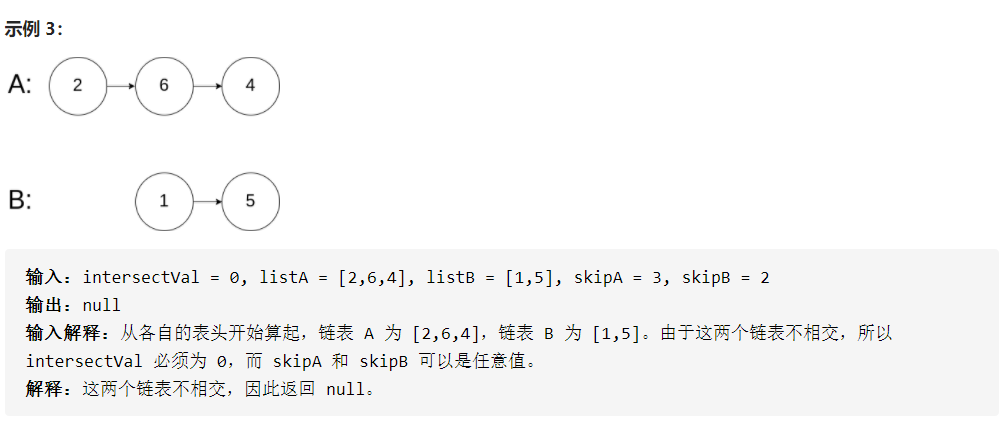 示例 3：
A: 2 6 4
B: 1 5
输入：intersectVal = 0, listA = [2,6,4], listB = [1,5], skipA = 3, skipB = 2
输出：null
输入解释：从各自的表头开始算起，链表 A 为 [2,6,4]，链表 B 为 [1,5]。由于这两个链表不相交，所以
intersectVal 必须为 0，而 skipA 和 skipB 可以是任意值。
解释：这两个链表不相交，因此返回 null。